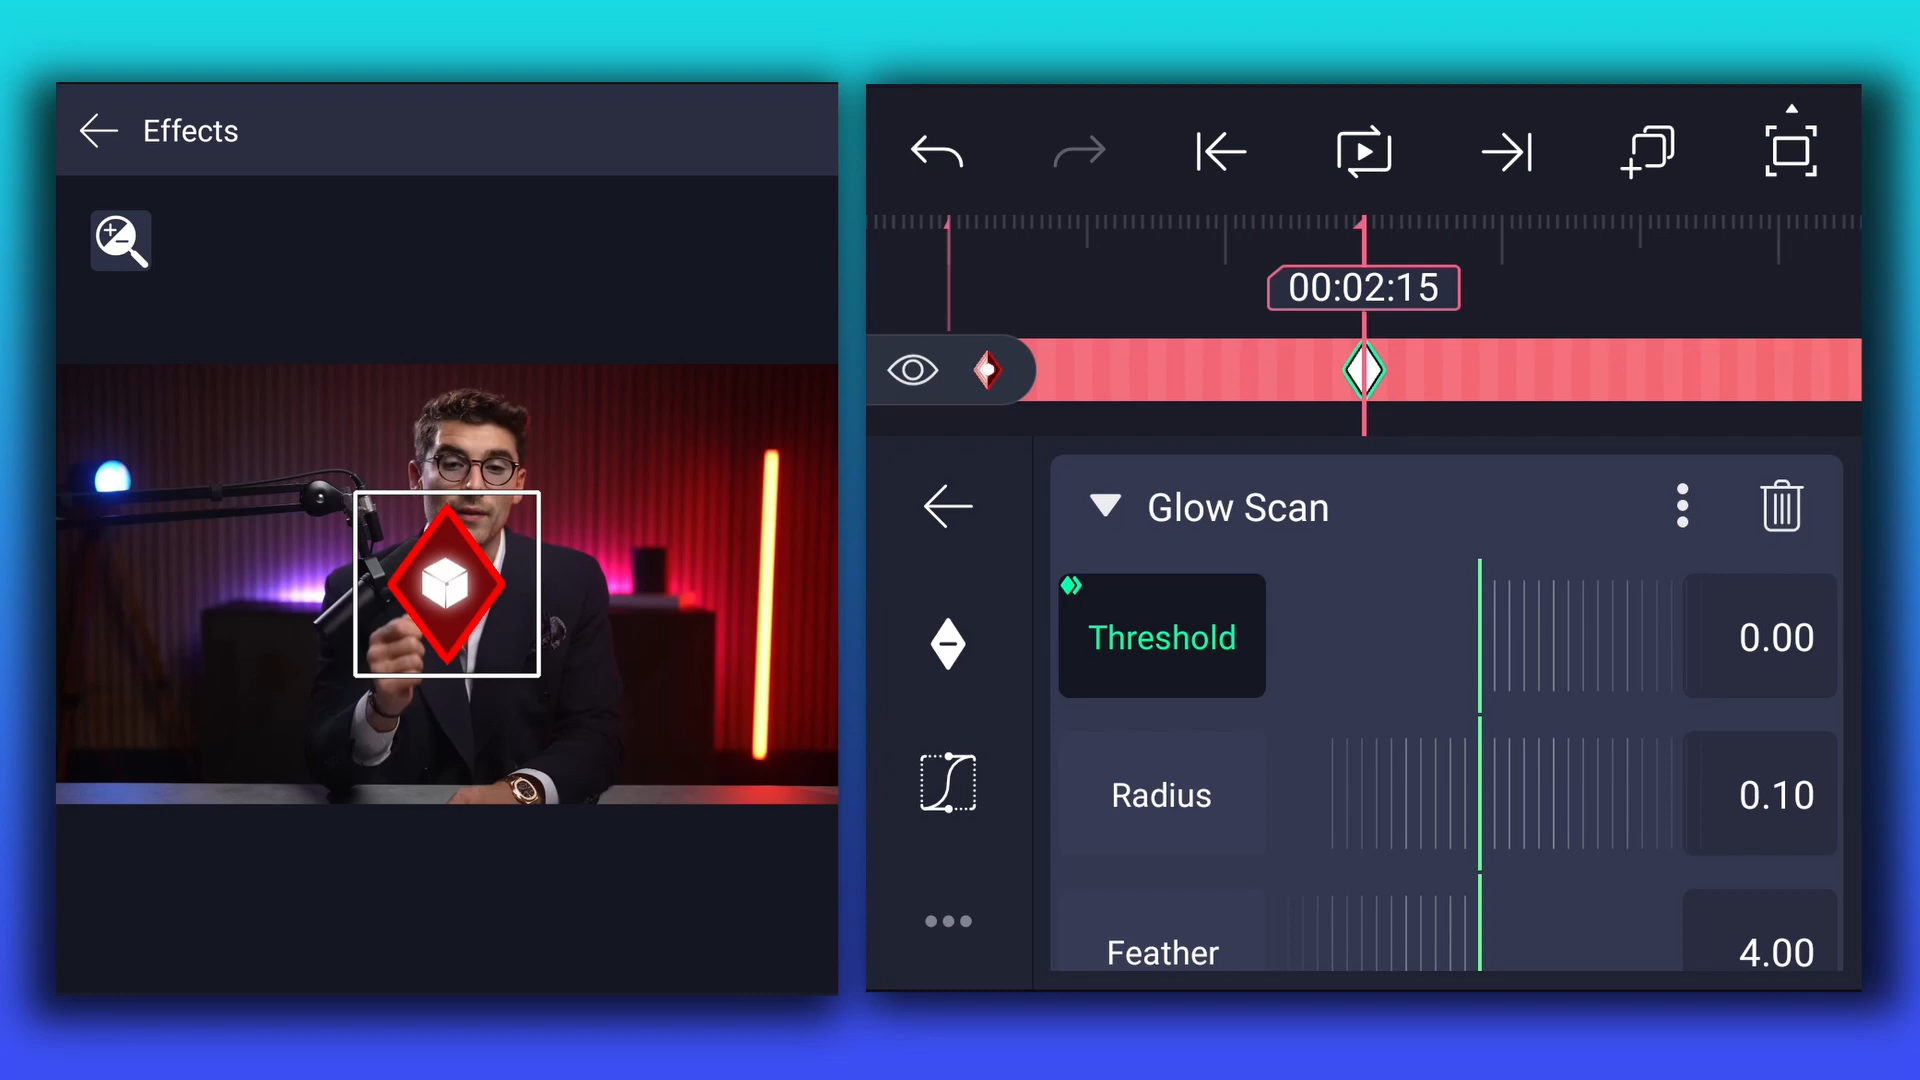 Effects
00:02:15
Glow Scan
Threshold
0.00
Radius
0.10
Feather
4.00